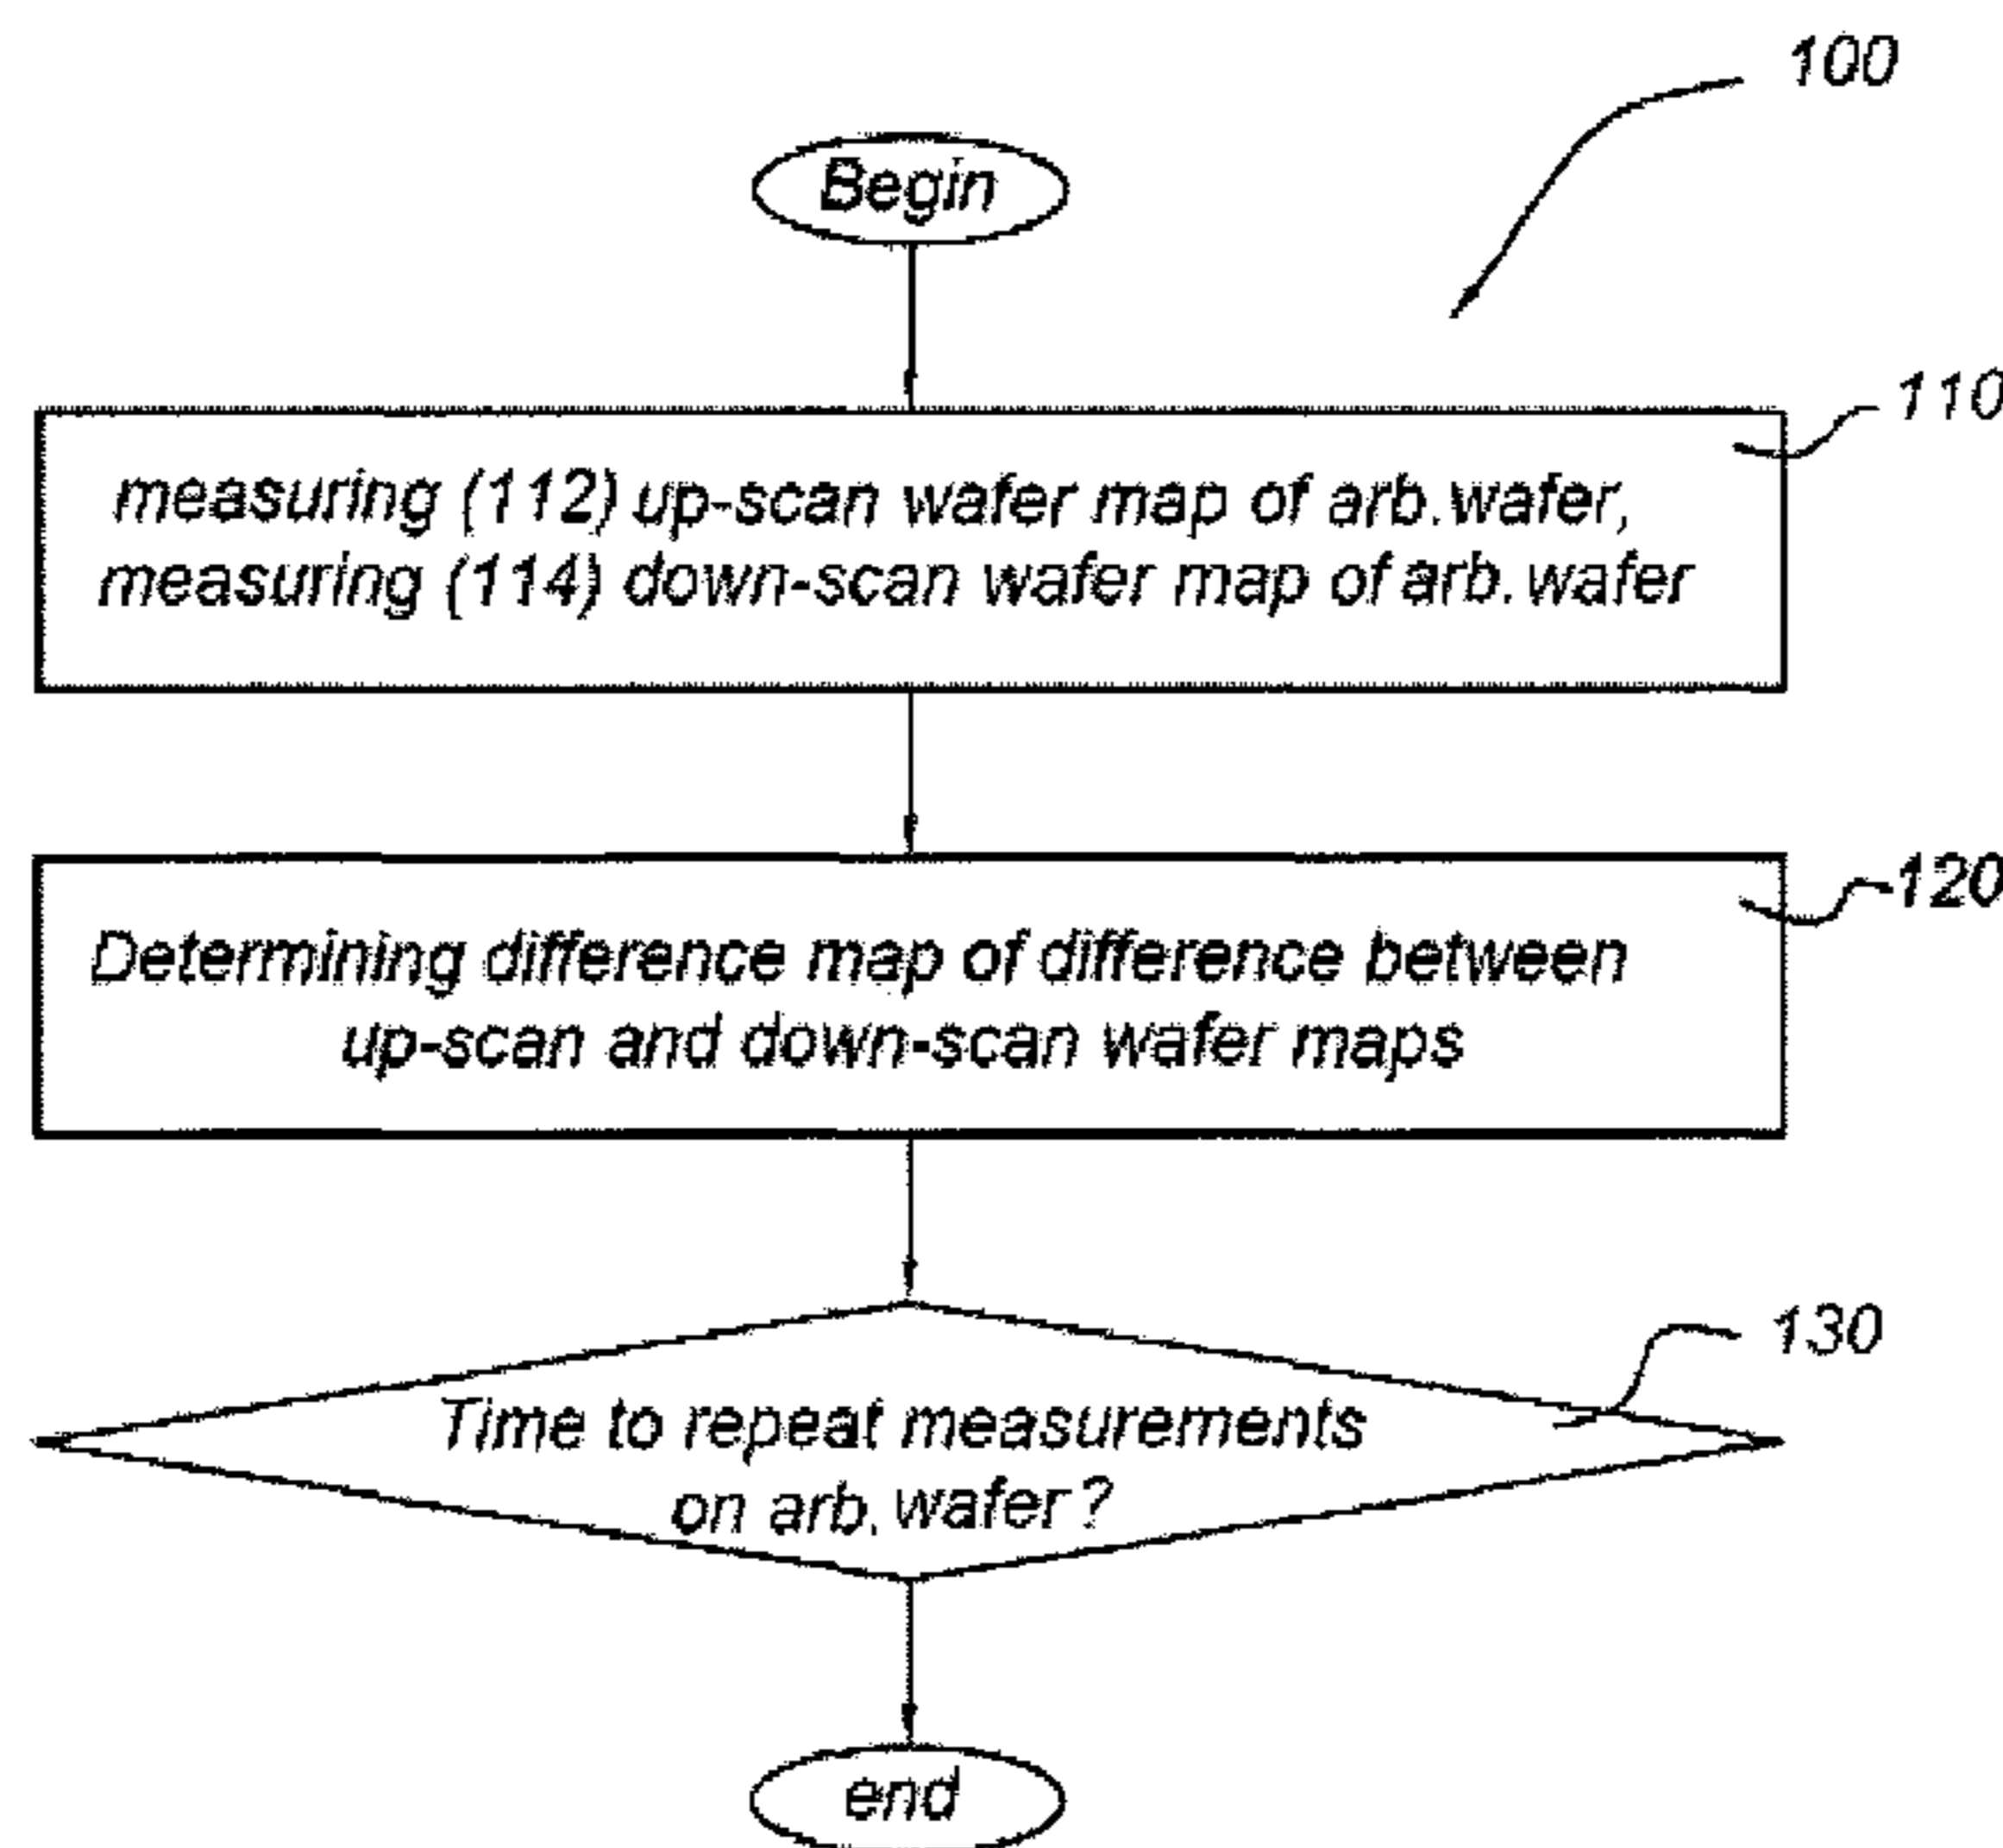 100
Begin
110
measuring (112) up-scan wafer map of arb.wafer,
measuring (114) down-scan wafer map of arb.wafer
120
Determining difference map of difference between
up-scan and down-scan wafer maps
130
Time to repeat measurements
on arb.wafer?
end